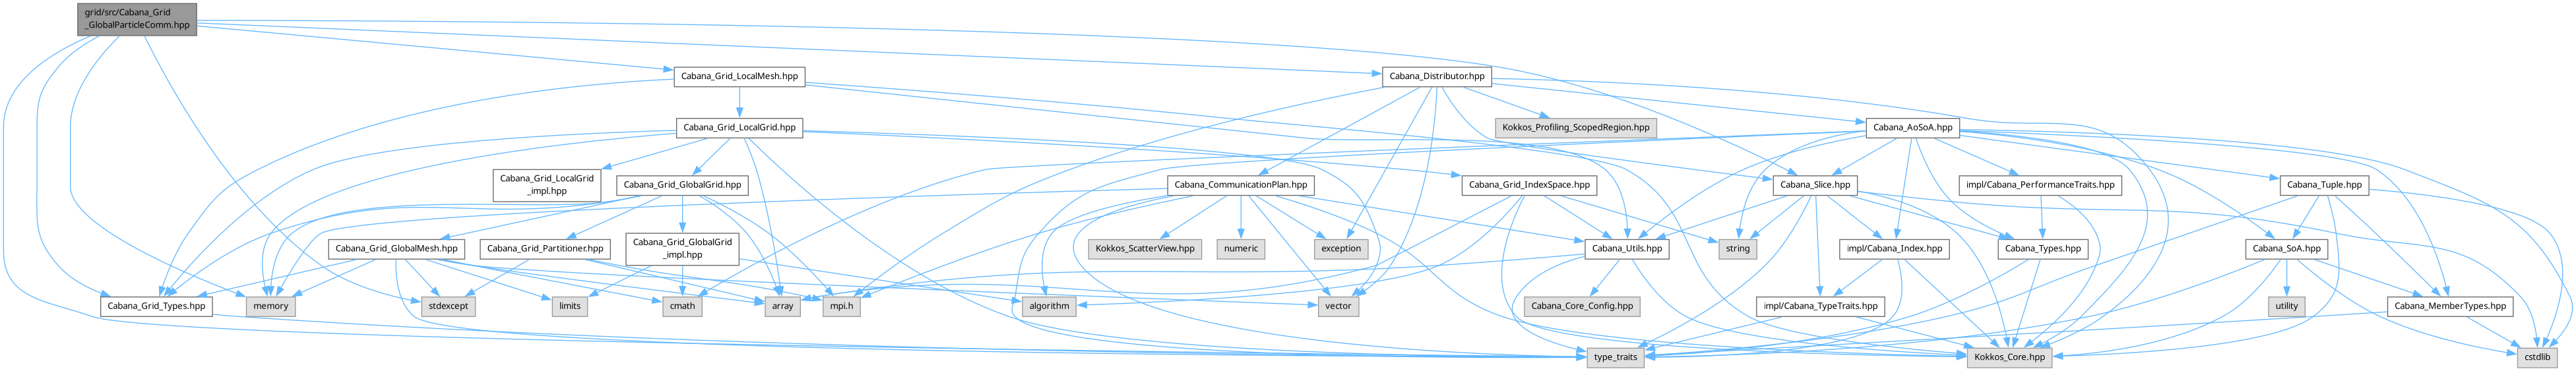 grid/src/Cabana_Grid
_GlobalParticleComm.hpp
Cabana_Grid_LocalMesh.hpp
Cabana_Distributor.hpp
Cabana_Grid_LocalGrid.hpp
Kokkos_Profiling_ScopedRegion.hpp
Cabana_AoSoA.hpp
Cabana_Grid_LocalGrid
_impl.hpp
Cabana_Grid_GlobalGrid.hpp
Cabana_CommunicationPlan.hpp
Cabana_Grid_IndexSpace.hpp
Cabana_Slice.hpp
impl/Cabana_PerformanceTraits.hpp
Cabana_Tuple.hpp
Cabana_Grid_GlobalMesh.hpp
Cabana_Grid_Partitioner.hpp
Cabana_Grid_GlobalGrid
_impl.hpp
Kokkos_ScatterView.hpp
numeric
exception
Cabana_Utils.hpp
string
impl/Cabana_Index.hpp
Cabana_Types.hpp
Cabana_SoA.hpp
Cabana_Grid_Types.hpp
memory
stdexcept
limits
cmath
array
mpi.h
algorithm
vector
Cabana_Core_Config.hpp
impl/Cabana_TypeTraits.hpp
utility
Cabana_MemberTypes.hpp
type_traits
Kokkos_Core.hpp
cstdlib